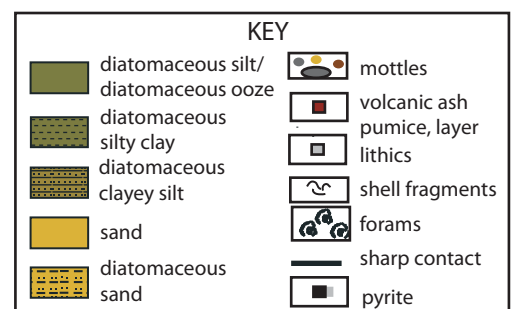 KEY
diatomaceous silt/
diatomaceous ooze
diatomaceous
silty clay
diatomaceous
clayey silt
sand
diatomaceous
sand
mottles
volcanic ash
pumice, layer
lithics
shell fragments
forams
sharp contact
pyrite